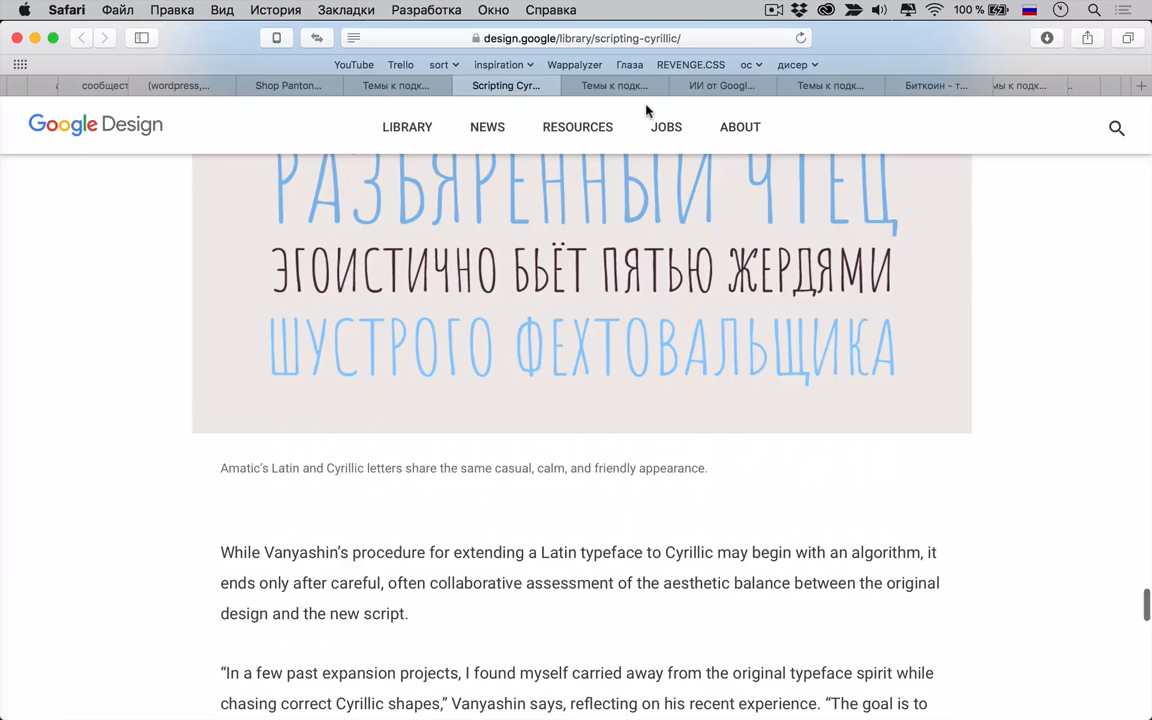 Safari Файл Правка Вид История Закладки Разработка Окно Справка 100 %
design.google/library/scripting-cyrillic/
YouTube Trello sort inspiration Wappalyzer Глаза REVENGE.CSS ос дисер
сообщест (wordpress,... Shop Panton... Темы к подк... Scripting Cyr... Темы к подк... ИИ от Googl... Темы к подк... Биткоин - т... мы к подк...
Google Design LIBRARY NEWS RESOURCES JOBS ABOUT
РАЗЪЯРЕННЫЙ ЧТЕЦ
ЭГОИСТИЧНО БЬЁТ ПЯТЬЮ ЖЕРДЯМИ
ШУСТРОГО ФЕХТОВАЛЬЩИКА
Amatic’s Latin and Cyrillic letters share the same casual, calm, and friendly appearance.
While Vanyashin’s procedure for extending a Latin typeface to Cyrillic may begin with an algorithm, it
ends only after careful, often collaborative assessment of the aesthetic balance between the original
design and the new script.
“In a few past expansion projects, I found myself carried away from the original typeface spirit while
chasing correct Cyrillic shapes,” Vanyashin says, reflecting on his recent experience. “The goal is to